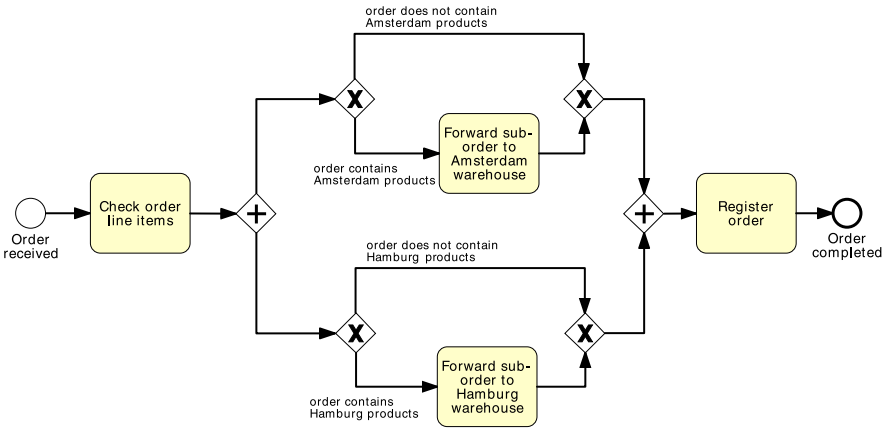 order does not contain
Amsterdam products
Forward sub-
order to
Amsterdam
warehouse
order contains
Amsterdam products
Check order
line items
Order
received
Register
order
Order
completed
order does not contain
Hamburg products
Forward sub-
order to
Hamburg
warehouse
order contains
Hamburg products